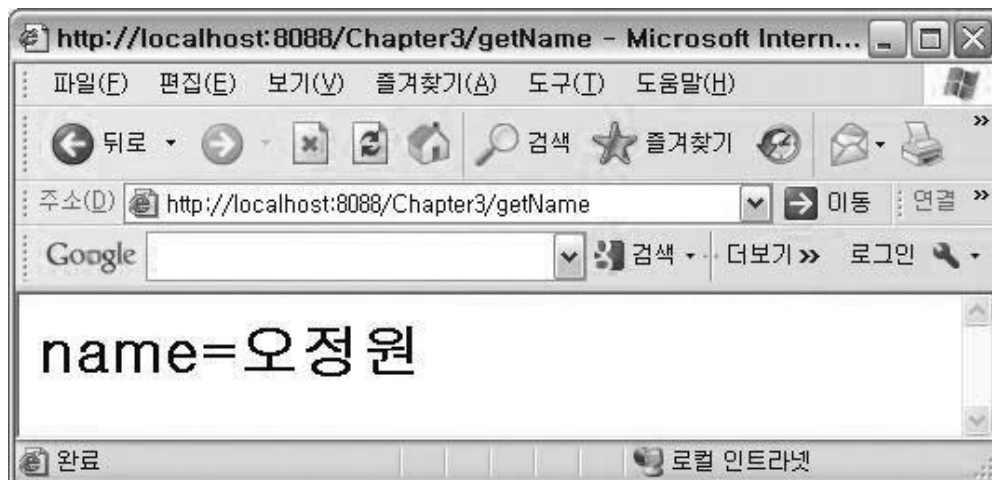 http://localhost:8088/Chapter3/getName - Microsoft Intern...
파일(F) 편집(E) 보기(V) 즐겨찾기(A) 도구(T) 도움말(H)
뒤로 검색 즐겨찾기 »
주소(D) http://localhost:8088/Chapter3/getName 이동 연결 »
Google 검색 더보기 » 로그인
name=오정원
완료 로컬 인트라넷